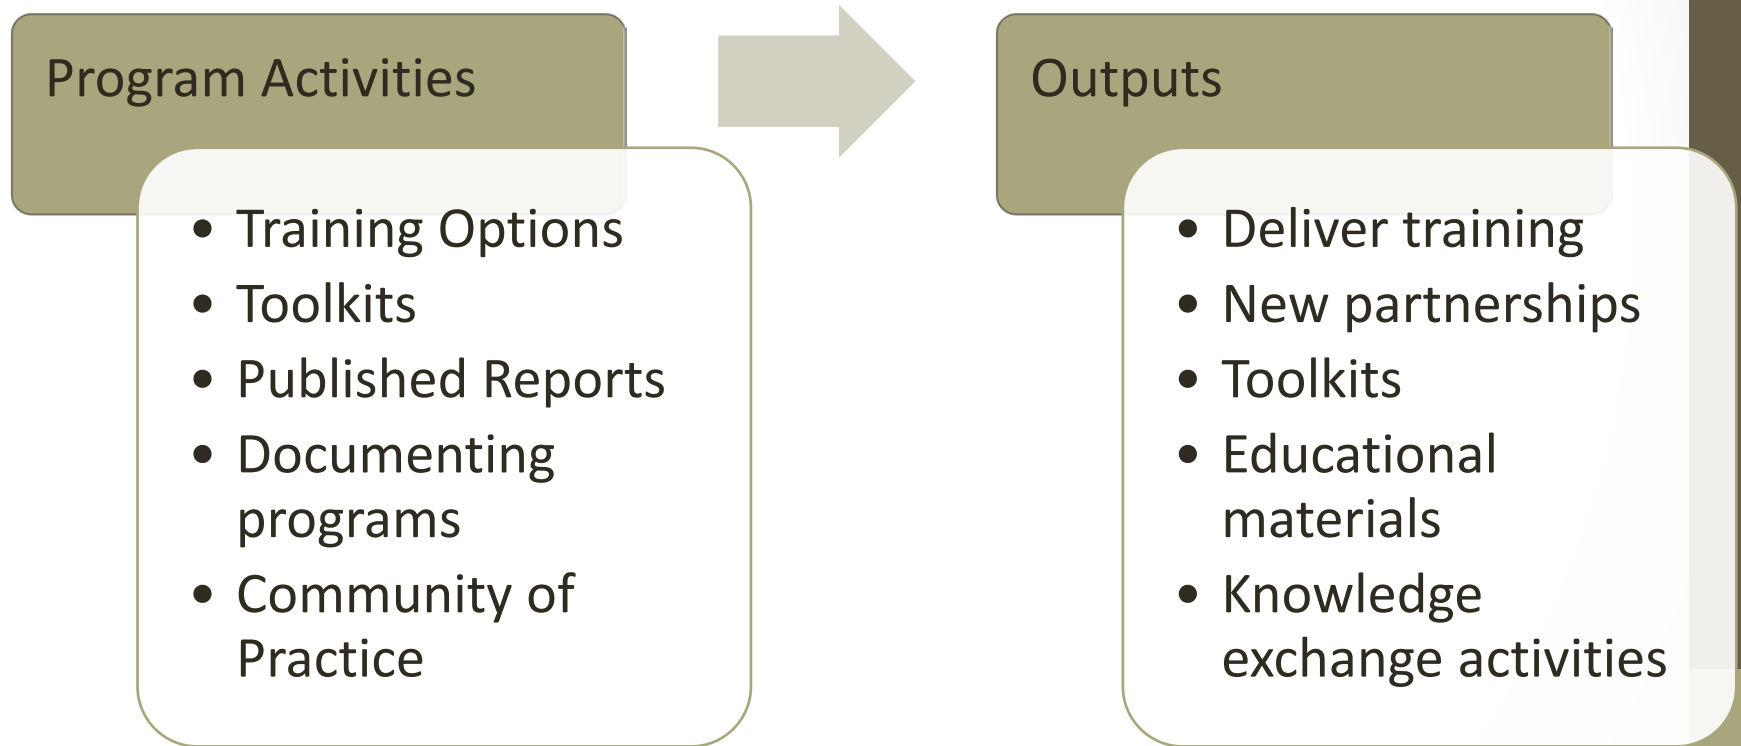 Program Activities
• Training Options
• Toolkits
• Published Reports
• Documenting
programs
• Community of
Practice
Outputs
• Deliver training
• New partnerships
• Toolkits
• Educational
materials
• Knowledge
exchange activities